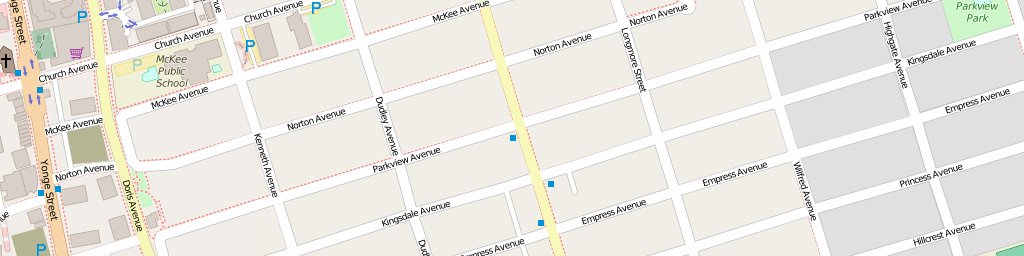 Yonge Street
Church Avenue
McKee Avenue
Norton Avenue
Parkview Avenue
Parkview
Park
Highgate Avenue
Kingsdale Avenue
Church Avenue
Norton Avenue
Longmore Street
McKee
Public
School
P
P
P
P
Church Avenue
McKee Avenue
McKee Avenue
Norton Avenue
Dudley Avenue
Empress Avenue
Kenneth Avenue
Parkview Avenue
Yonge Street
Norton Avenue
Doris Avenue
Wilfred Avenue
Empress Avenue
Princess Avenue
Kingsdale Avenue
Empress Avenue
Hillcrest Avenue
Empress Avenue
P